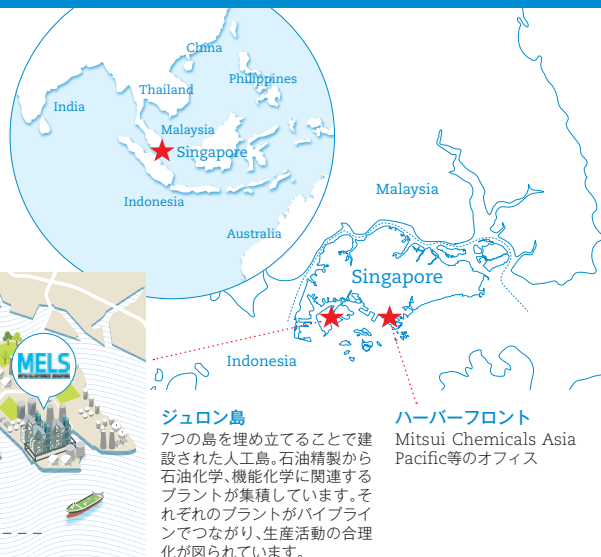 China
Thailand
Philippines
India
Malaysia
Singapore
Indonesia
Australia
Malaysia
Singapore
Indonesia
MELS
ジュロン島
7つの島を埋め立てることで建
設された人工島。石油精製から
石油化学、機能化学に関連する
プラントが集積しています。そ
れぞれのプラントがパイプライ
ンでつながり、生産活動の合理
化が図られています。
ハーバーフロント
Mitsui Chemicals Asia
Pacific等のオフィス